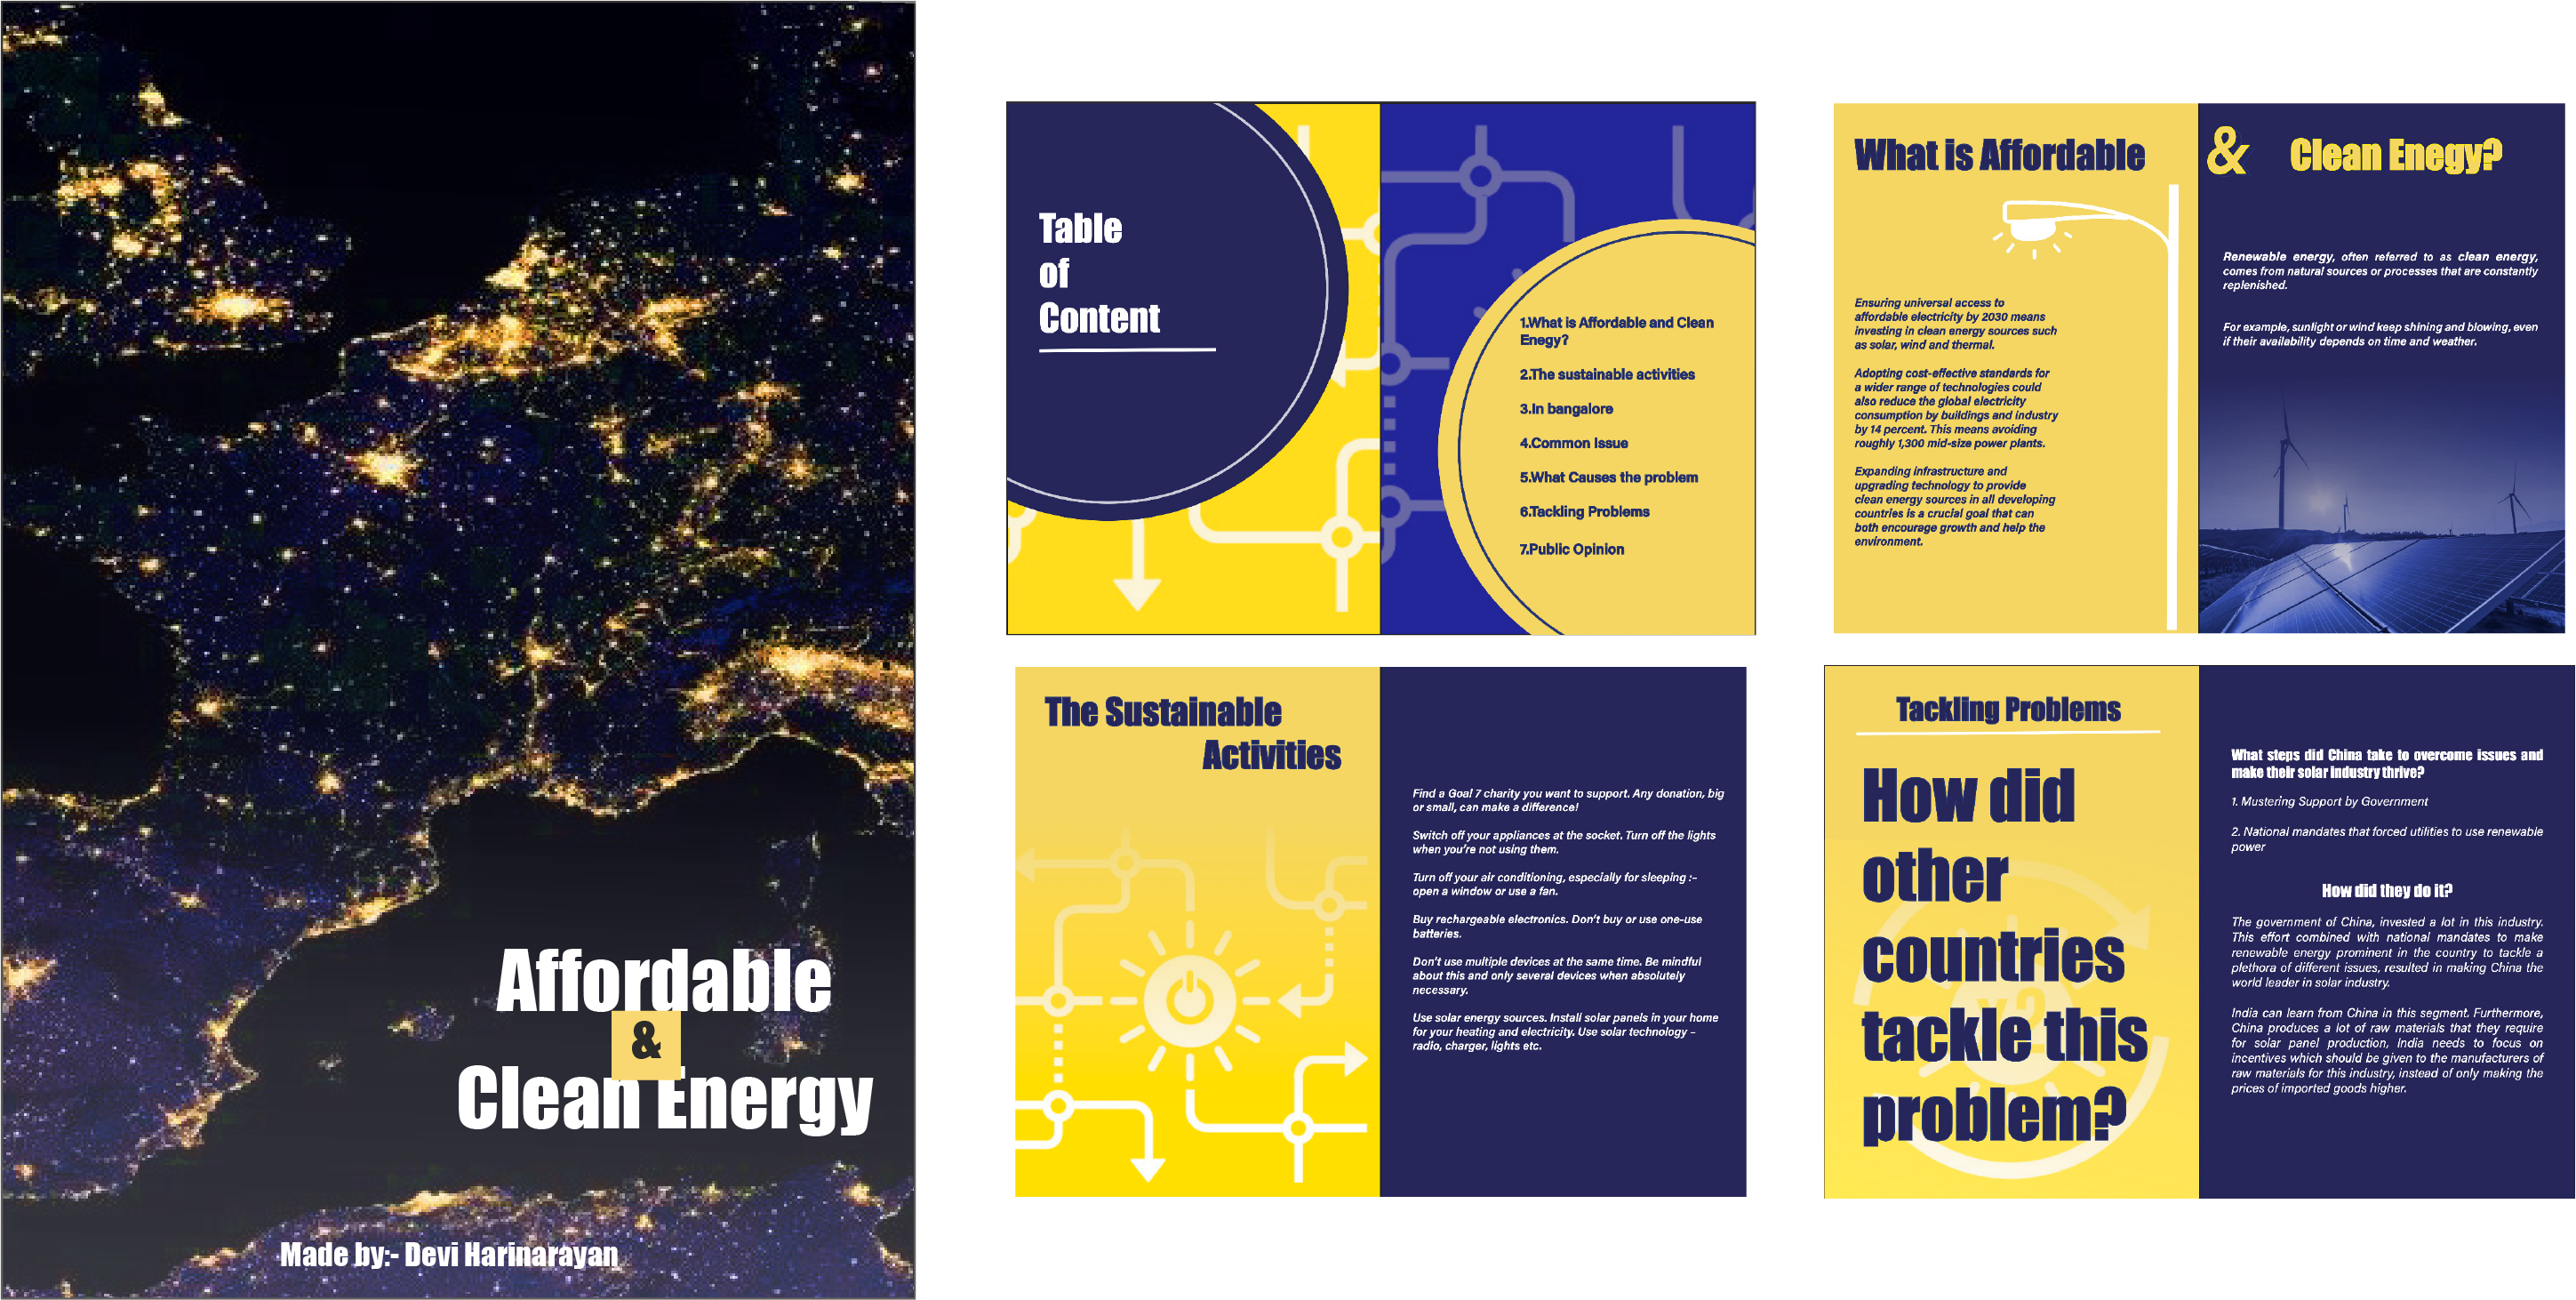 Affordable
&
Clean Energy
Made by:- Devi Harinarayan
Table
of
Content
1.What is Affordable and Clean
Enegy?
2.The sustainable activities
3.In bangalore
4.Common Issue
5.What Causes the problem
6.Tackling Problems
7.Public Opinion
What is Affordable
& Clean Enegy?
Ensuring universal access to
affordable electricity by 2030 means
investing in clean energy sources such
as solar, wind and thermal.
Adopting cost-effective standards for
a wider range of technologies could
also reduce the global electricity
consumption by buildings and industry
by 14 percent. This means avoiding
roughly 1,300 mid-size power plants.
Expanding infrastructure and
upgrading technology to provide
clean energy sources in all developing
countries is a crucial goal that can
both encourage growth and help the
environment.
Renewable energy, often referred to as clean energy,
comes from natural sources or processes that are constantly
replenished.
For example, sunlight or wind keep shining and blowing, even
if their availability depends on time and weather.
The Sustainable
Activities
Find a Goal 7 charity you want to support. Any donation, big
or small, can make a difference!
Switch off your appliances at the socket. Turn off the lights
when you're not using them.
Turn off your air conditioning, especially for sleeping :-
open a window or use a fan.
Buy rechargeable electronics. Don't buy or use one-use
batteries.
Don't use multiple devices at the same time. Be mindful
about this and only several devices when absolutely
necessary.
Use solar energy sources. Install solar panels in your home
for your heating and electricity. Use solar technology -
radio, charger, lights etc.
Tackling Problems
How did
other
countries
tackle this
problem?
What steps did China take to overcome issues and
make their solar industry thrive?
1. Mustering Support by Government
2. National mandates that forced utilities to use renewable
power
How did they do it?
The government of China, invested a lot in this industry.
This effort combined with national mandates to make
renewable energy prominent in the country to tackle a
plethora of different issues, resulted in making China the
world leader in solar industry.
India can learn from China in this segment. Furthermore,
China produces a lot of raw materials that they require
for solar panel production, India needs to focus on
incentives which should be given to the manufacturers of
raw materials for this industry, instead of only making the
prices of imported goods higher.